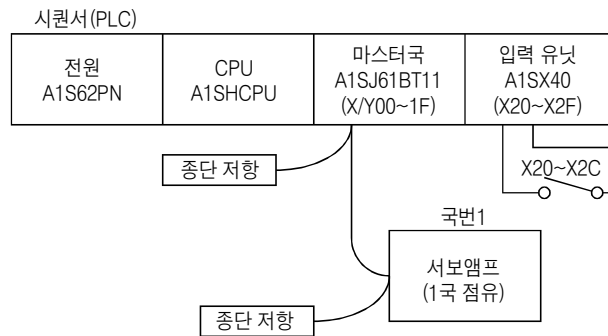 시퀀서(PLC)
전원
A1S62PN
CPU
A1SHCPU
마스터국
A1SJ61BT11
(X/Y00~1F)
입력 유닛
A1SX40
(X20~X2F)
종단 저항
X20~X2C
국번1
서보앰프
(1국 점유)
종단 저항